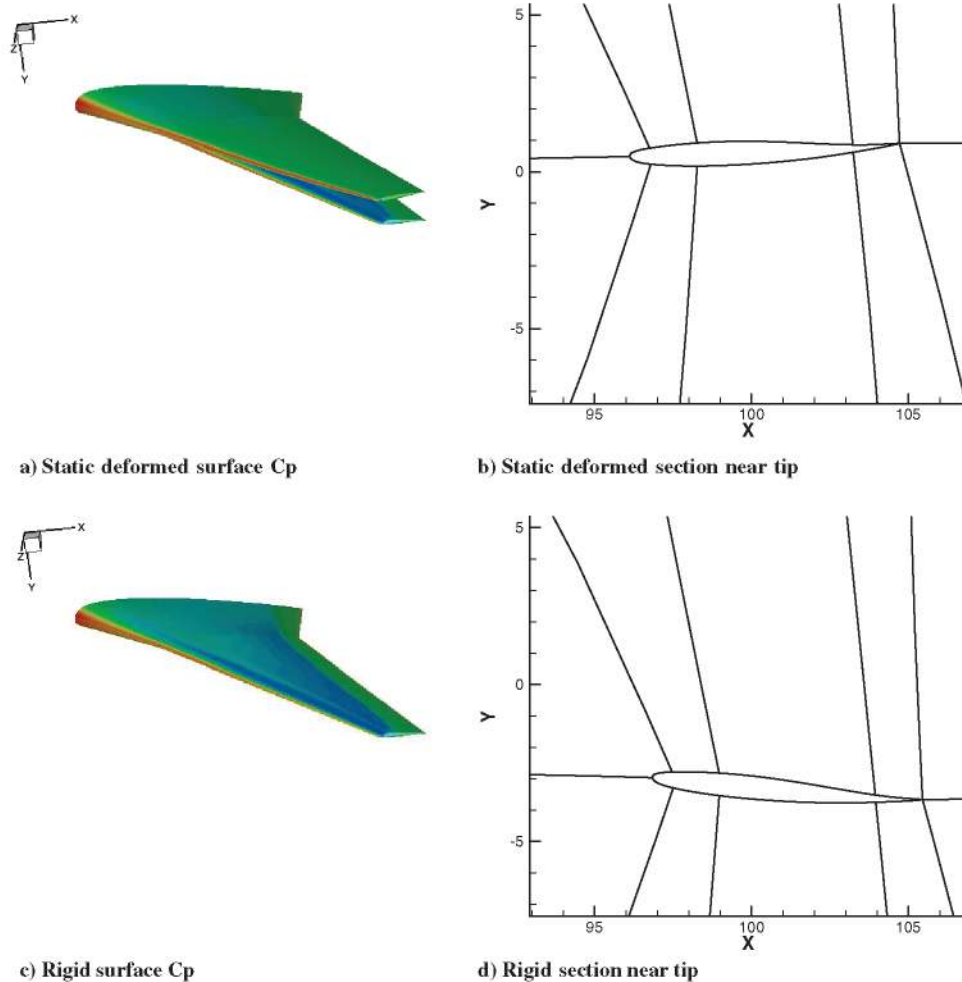 X
Z
Y
5
0
-5
Y
95
100
105
X
a) Static deformed surface Cp
b) Static deformed section near tip
X
Z
Y
5
0
-5
Y
95
100
105
X
c) Rigid surface Cp
d) Rigid section near tip